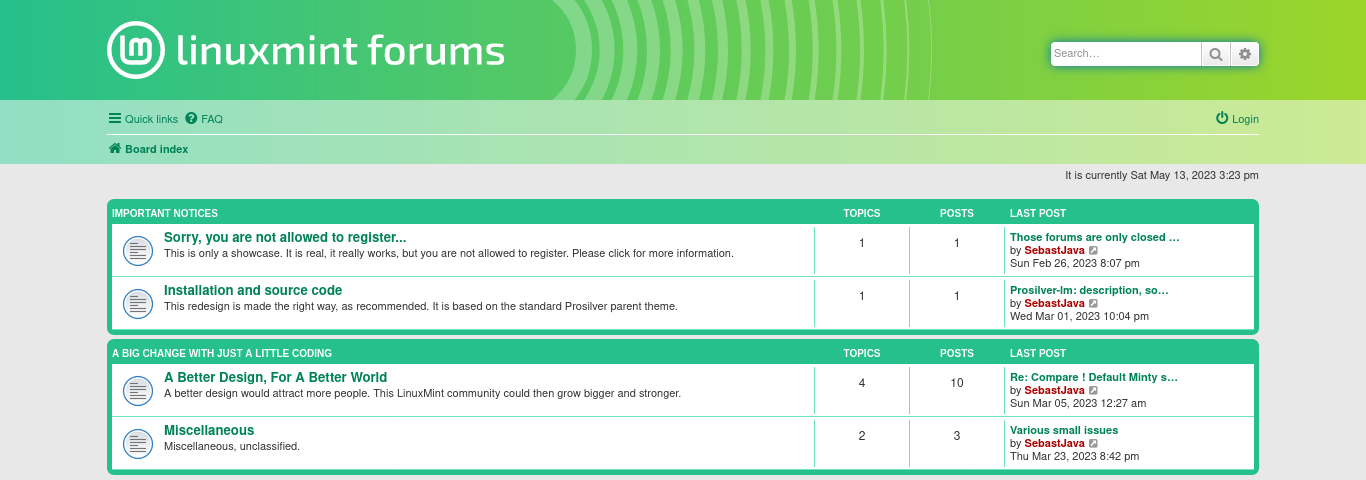 linuxmint forums
Search…
Quick links FAQ Login
Board index
It is currently Sat May 13, 2023 3:23 pm
IMPORTANT NOTICES TOPICS POSTS LAST POST
Sorry, you are not allowed to register...
This is only a showcase. It is real, it really works, but you are not allowed to register. Please click for more information.
1 1
Those forums are only closed …
by SebastJava
Sun Feb 26, 2023 8:07 pm
Installation and source code
This redesign is made the right way, as recommended. It is based on the standard Prosilver parent theme.
1 1
Prosilver-lm: description, so…
by SebastJava
Wed Mar 01, 2023 10:04 pm
A BIG CHANGE WITH JUST A LITTLE CODING TOPICS POSTS LAST POST
A Better Design, For A Better World
A better design would attract more people. This LinuxMint community could then grow bigger and stronger.
4 10
Re: Compare ! Default Minty s…
by SebastJava
Sun Mar 05, 2023 12:27 am
Miscellaneous
Miscellaneous, unclassified.
2 3
Various small issues
by SebastJava
Thu Mar 23, 2023 8:42 pm